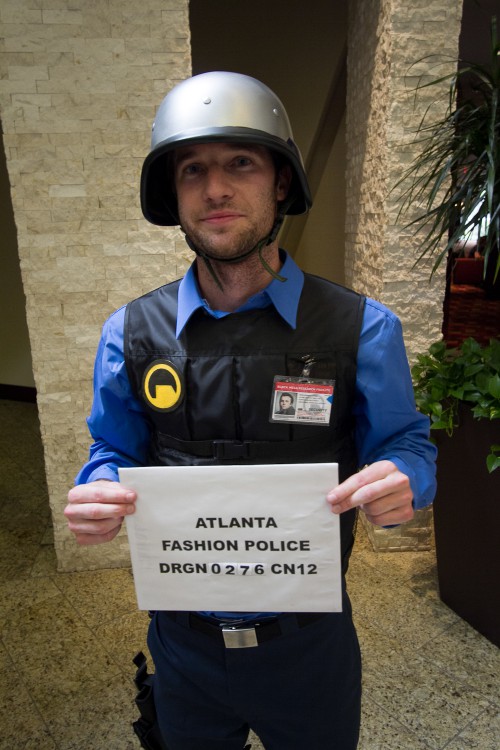 ATLANTA
FASHION POLICE
DRGN 0276 CN12